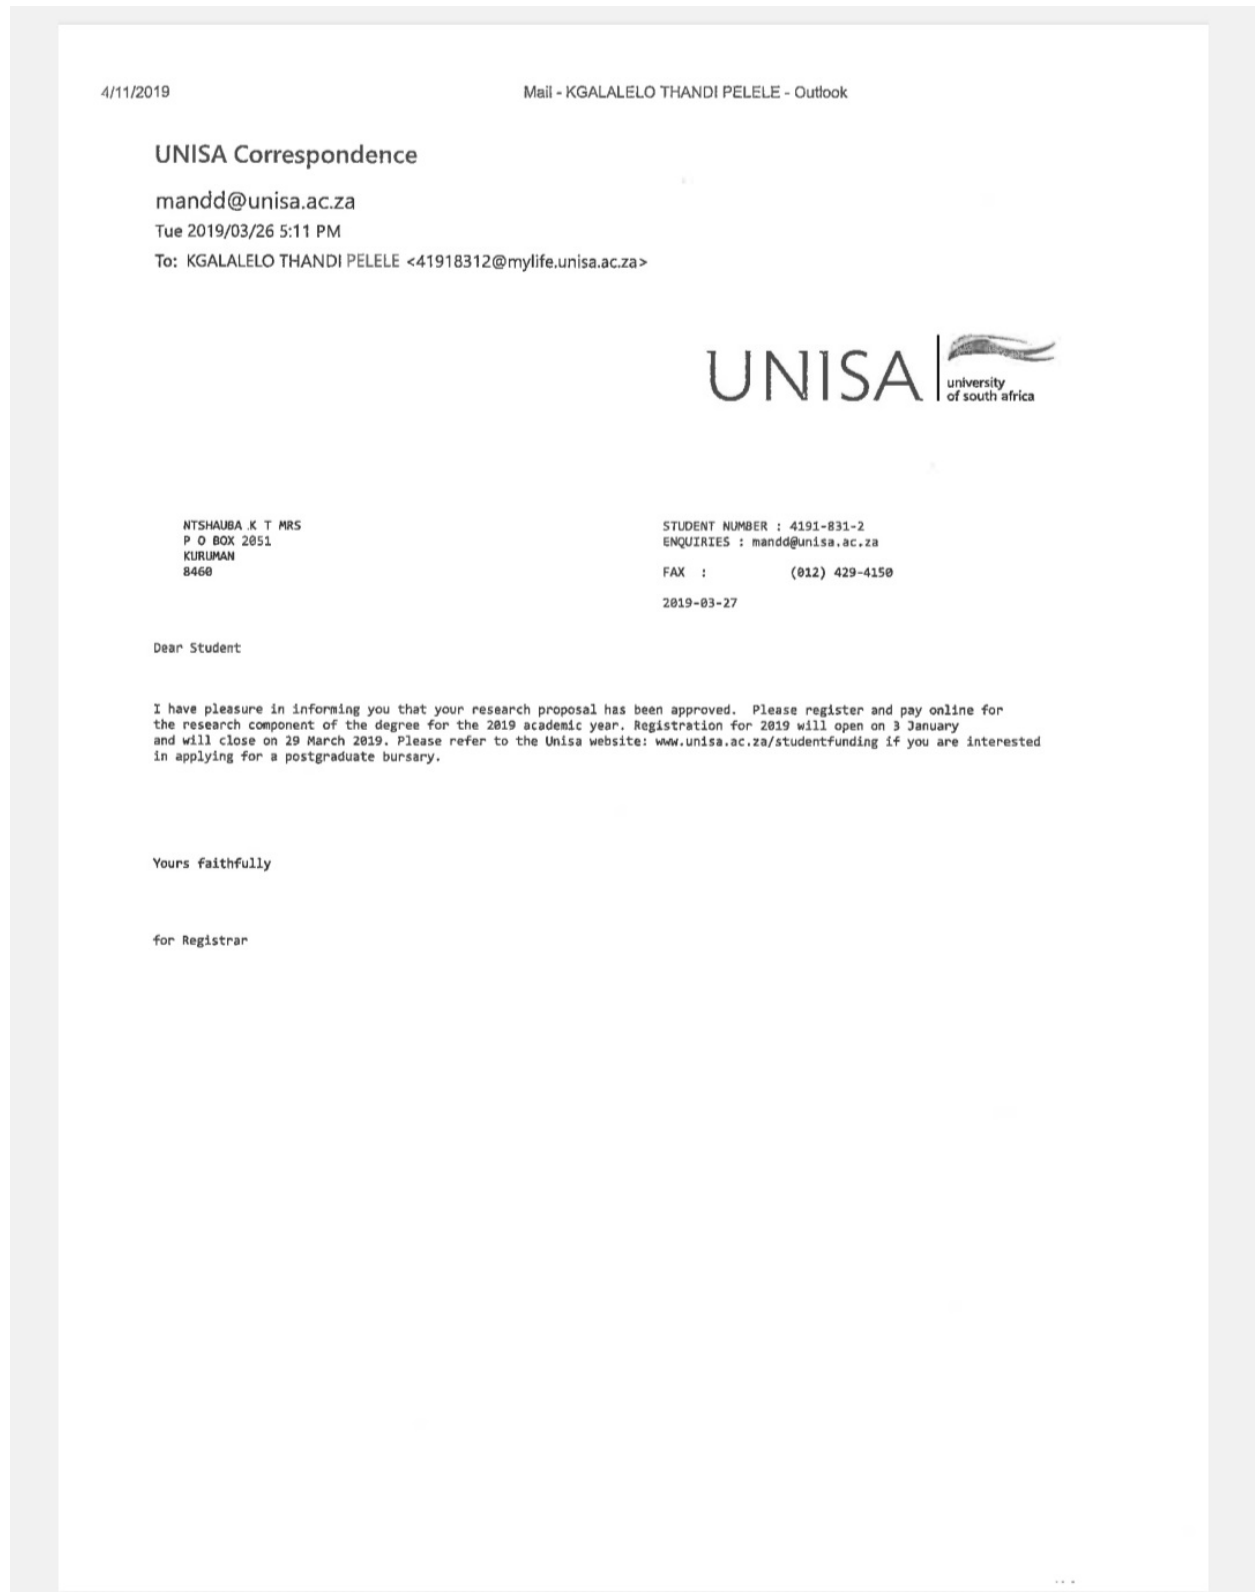 4/11/2019
Mail - KGALALELO THANDI PELELE - Outlook
UNISA Correspondence
mandd@unisa.ac.za
Tue 2019/03/26 5:11 PM
To: KGALALELO THANDI PELELE <41918312@mylife.unisa.ac.za>
UNISA
university
of south africa
NTSHAUBA .K T MRS
P O BOX 2051
KURUMAN
8460
STUDENT NUMBER : 4191-831-2
ENQUIRIES : mandd@unisa.ac.za
FAX : (012) 429-4150
2019-03-27
Dear Student
I have pleasure in informing you that your research proposal has been approved. Please register and pay online for
the research component of the degree for the 2019 academic year. Registration for 2019 will open on 3 January
and will close on 29 March 2019. Please refer to the Unisa website: www.unisa.ac.za/studentfunding if you are interested
in applying for a postgraduate bursary.
Yours faithfully
for Registrar